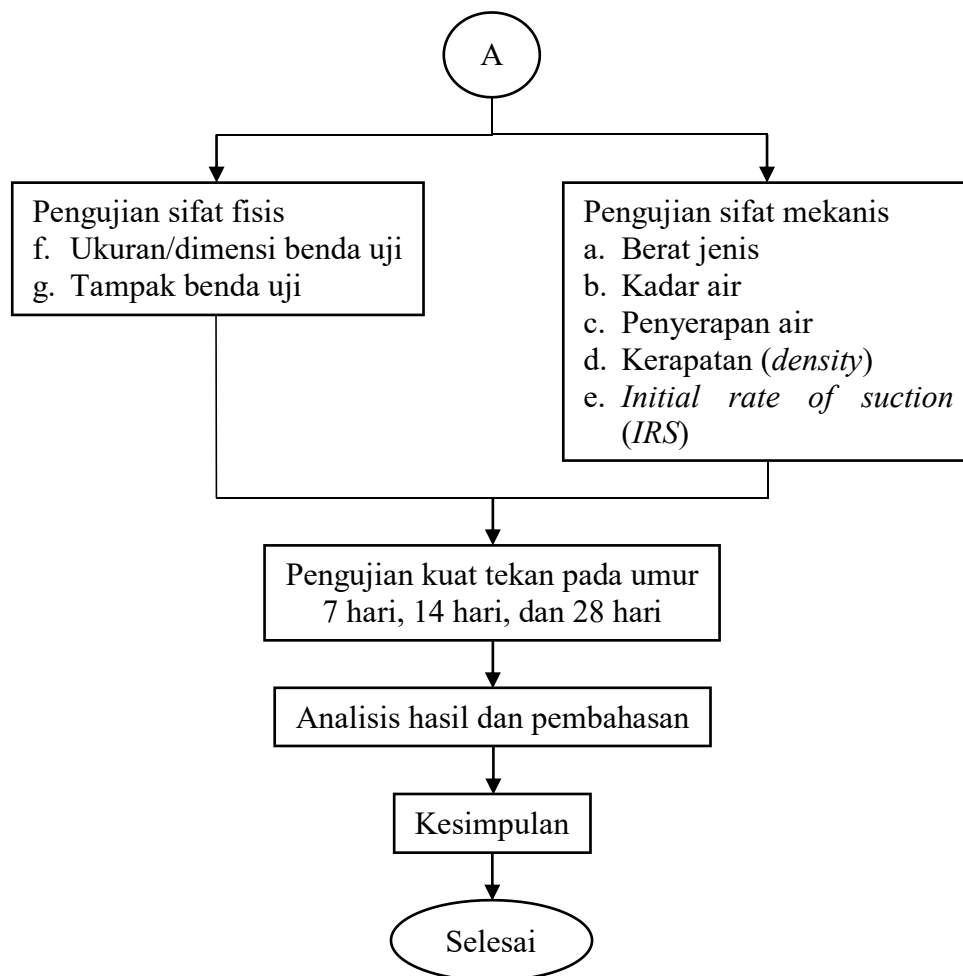 A
Pengujian sifat fisis
f. Ukuran/dimensi benda uji
g. Tampak benda uji
Pengujian sifat mekanis
a. Berat jenis
b. Kadar air
c. Penyerapan air
d. Kerapatan (density)
e. Initial rate of suction
(IRS)
Pengujian kuat tekan pada umur
7 hari, 14 hari, dan 28 hari
Analisis hasil dan pembahasan
Kesimpulan
Selesai